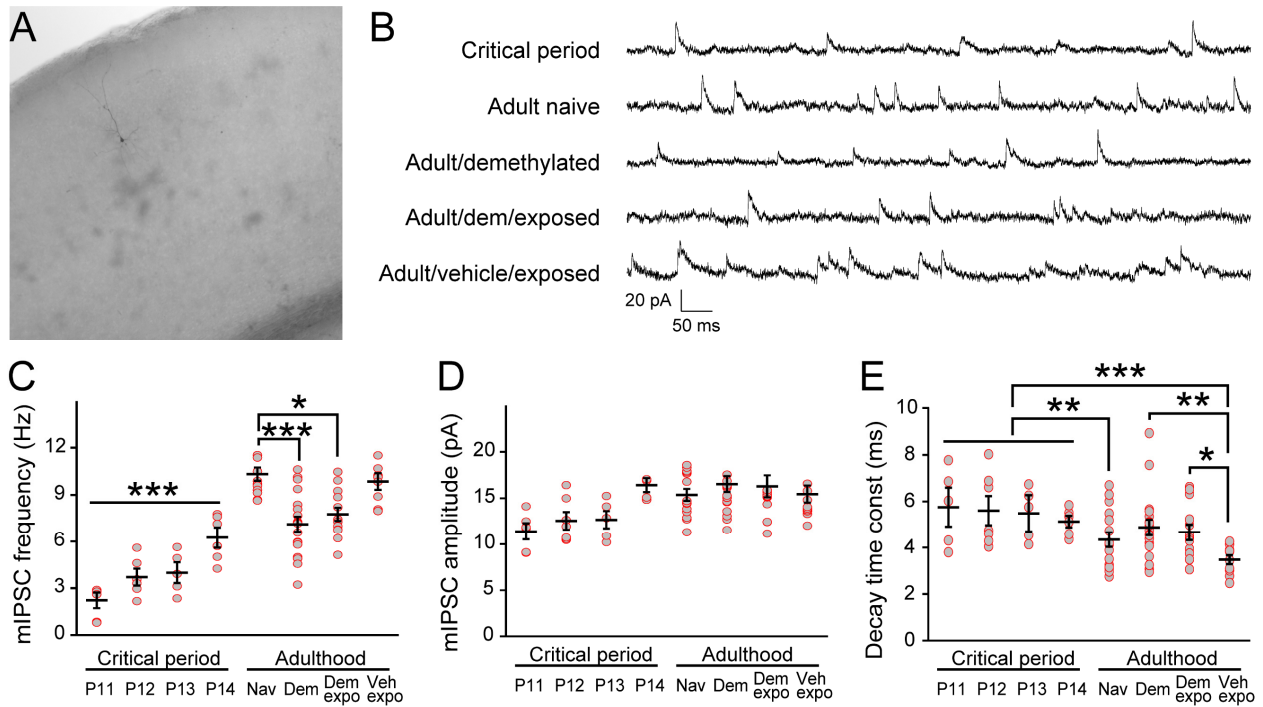 A
B
Critical period
Adult naive
Adult/demethylated
Adult/dem/exposed
Adult/vehicle/exposed
20 pA
50 ms
C
mIPSC frequency (Hz)
12
9
6
3
0
***
*
***
Critical period
Adulthood
P11 P12 P13 P14 Nav Dem Dem expo Veh expo
D
mIPSC amplitude (pA)
20
15
10
5
0
Critical period
Adulthood
P11 P12 P13 P14 Nav Dem Dem expo Veh expo
E
Decay time const (ms)
10
8
6
4
2
0
***
**
**
*
Critical period
Adulthood
P11 P12 P13 P14 Nav Dem Dem expo Veh expo